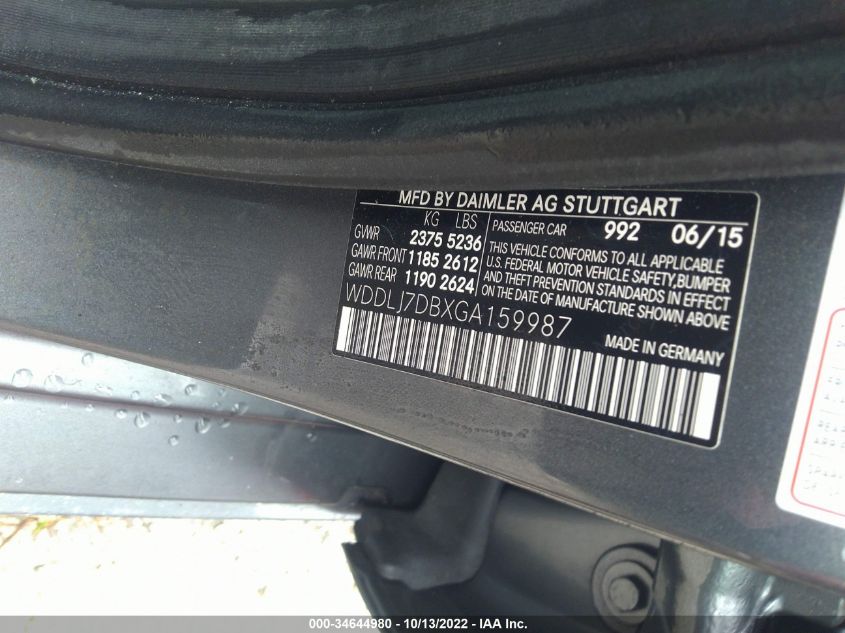 MFD BY DAIMLER AG STUTTGART
KG LBS
GVWR 2375 5236
GAWR FRONT 1185 2612
GAWR REAR 1190 2624
PASSENGER CAR 992 06/15
THIS VEHICLE CONFORMS TO ALL APPLICABLE
U.S. FEDERAL MOTOR VEHICLE SAFETY,BUMPER
AND THEFT PREVENTION STANDARDS IN EFFECT
ON THE DATE OF MANUFACTURE SHOWN ABOVE
WDDLJ7DBXGA159987
MADE IN GERMANY
000-34644980 | 10/13/2022 - IAA Inc.